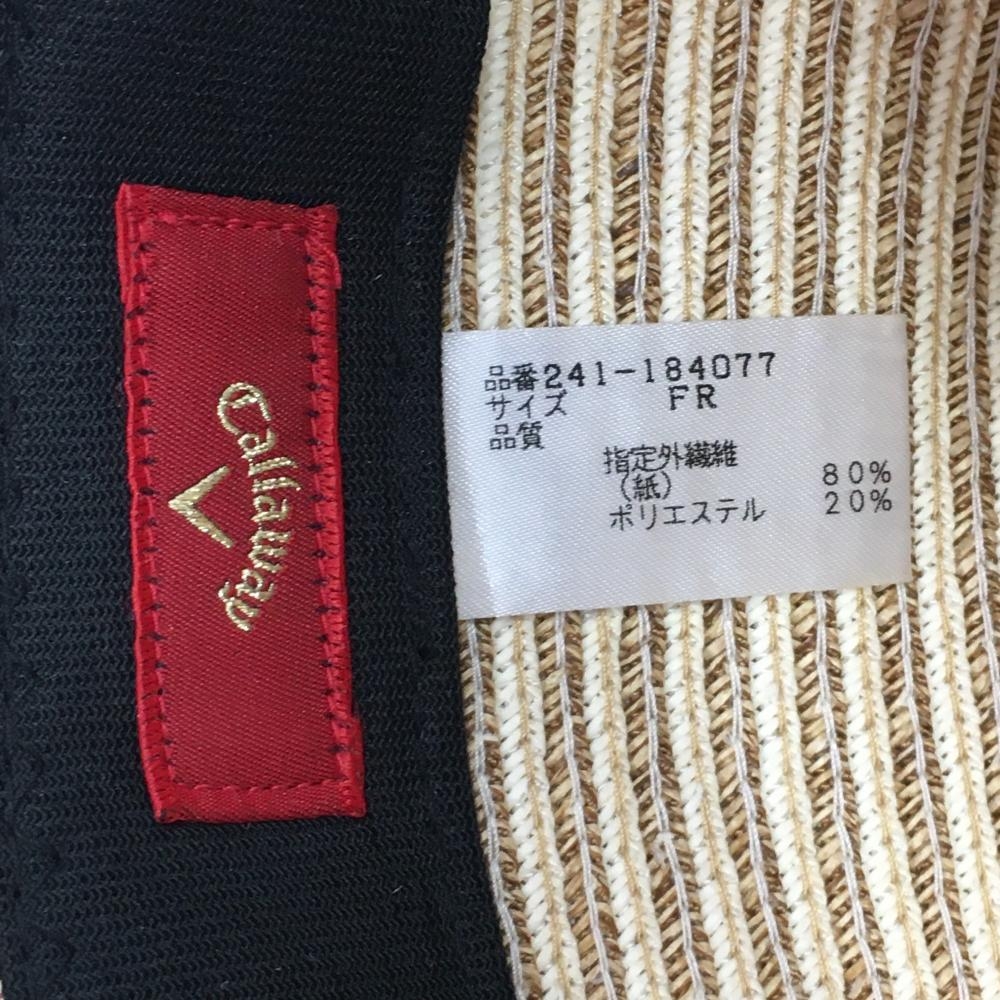 Callaway
品番241-184077
サイズ FR
品質
指定外繊維
(紙) 80%
ポリエステル 20%